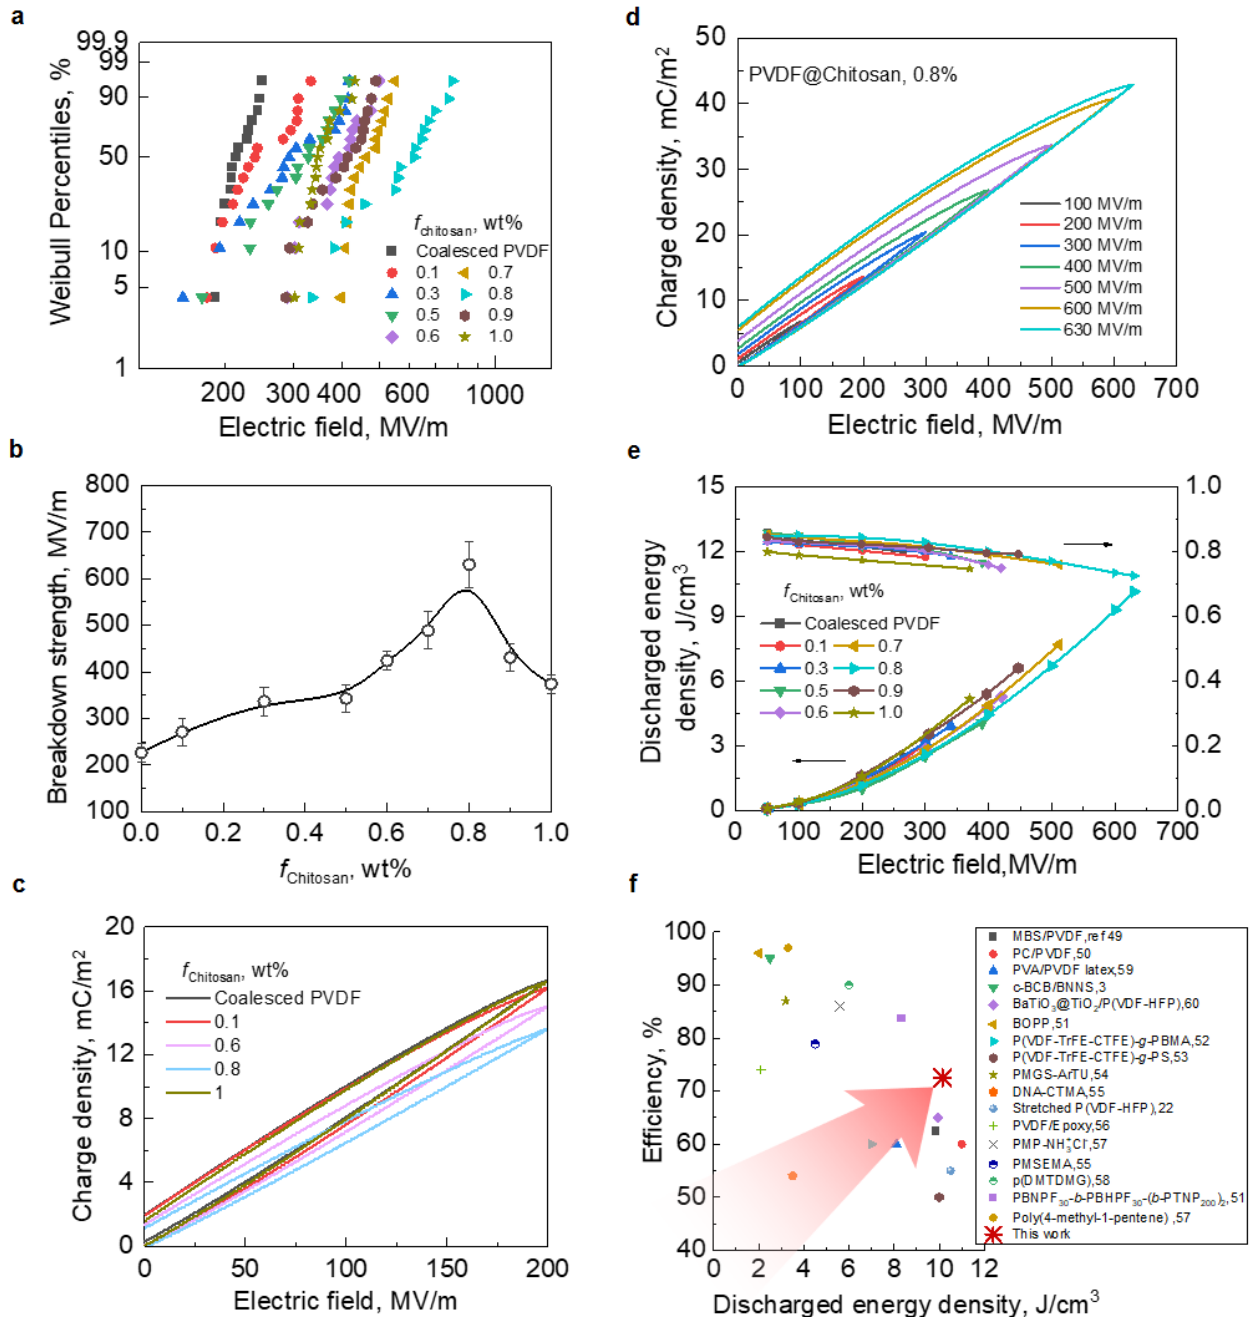 a
99.9
99
90
50
10
5
1
Weibull Percentiles, %
f chitosan, wt%
Coalesced PVDF
0.1 0.7
0.3 0.8
0.5 0.9
0.6 1.0
200 300 400 600 1000
Electric field, MV/m
b
800
700
600
500
400
300
200
100
Breakdown strength, MV/m
0.0 0.2 0.4 0.6 0.8 1.0
fChitosan, wt%
c
20
16
12
8
4
0
Charge density, mC/m²
fChitosan, wt%
Coalesced PVDF
0.1
0.6
0.8
1
0 50 100 150 200
Electric field, MV/m
d
50
40
30
20
10
0
Charge density, mC/m²
PVDF@Chitosan, 0.8%
100 MV/m
200 MV/m
300 MV/m
400 MV/m
500 MV/m
600 MV/m
630 MV/m
0 100 200 300 400 500 600 700
Electric field, MV/m
e
15
12
9
6
3
0
Discharged energy
density, J/cm³
1.0
0.8
0.6
0.4
0.2
0.0
fChitosan, wt%
Coalesced PVDF
0.1 0.7
0.3 0.8
0.5 0.9
0.6 1.0
0 100 200 300 400 500 600 700
Electric field,MV/m
f
100
90
80
70
60
50
40
Efficiency, %
0 2 4 6 8 10 12
Discharged energy density, J/cm³
MBS/PVDF,ref 49
PC/PVDF,50
PVA/PVDF latex,59
c-BCB/BNNS,3
BaTiO₃@TiO₂/P(VDF-HFP),60
BOPP,51
P(VDF-TrFE-CTFE)-g-PBMA,52
P(VDF-TrFE-CTFE)-g-PS,53
PMGS-ArTU,54
DNA-CTMA,55
Stretched P(VDF-HFP),22
PVDF/Epoxy,56
PMP-NH₃⁺Cl⁻,57
PMSEMA,55
p(DMTDMG),58
PBNPF₃₀-b-PBHPF₃₀-(b-PTNP₂₀₀)₂,51
Poly(4-methyl-1-pentene) ,57
This work